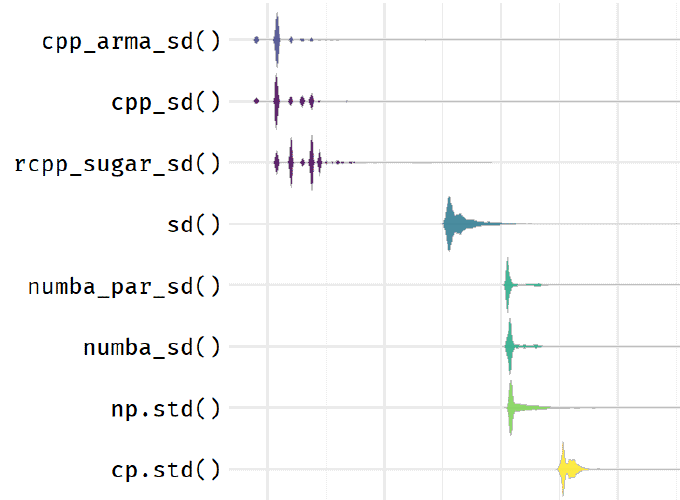 cpp_arma_sd()
cpp_sd()
rcpp_sugar_sd()
sd()
numba_par_sd()
numba_sd()
np.std()
cp.std()